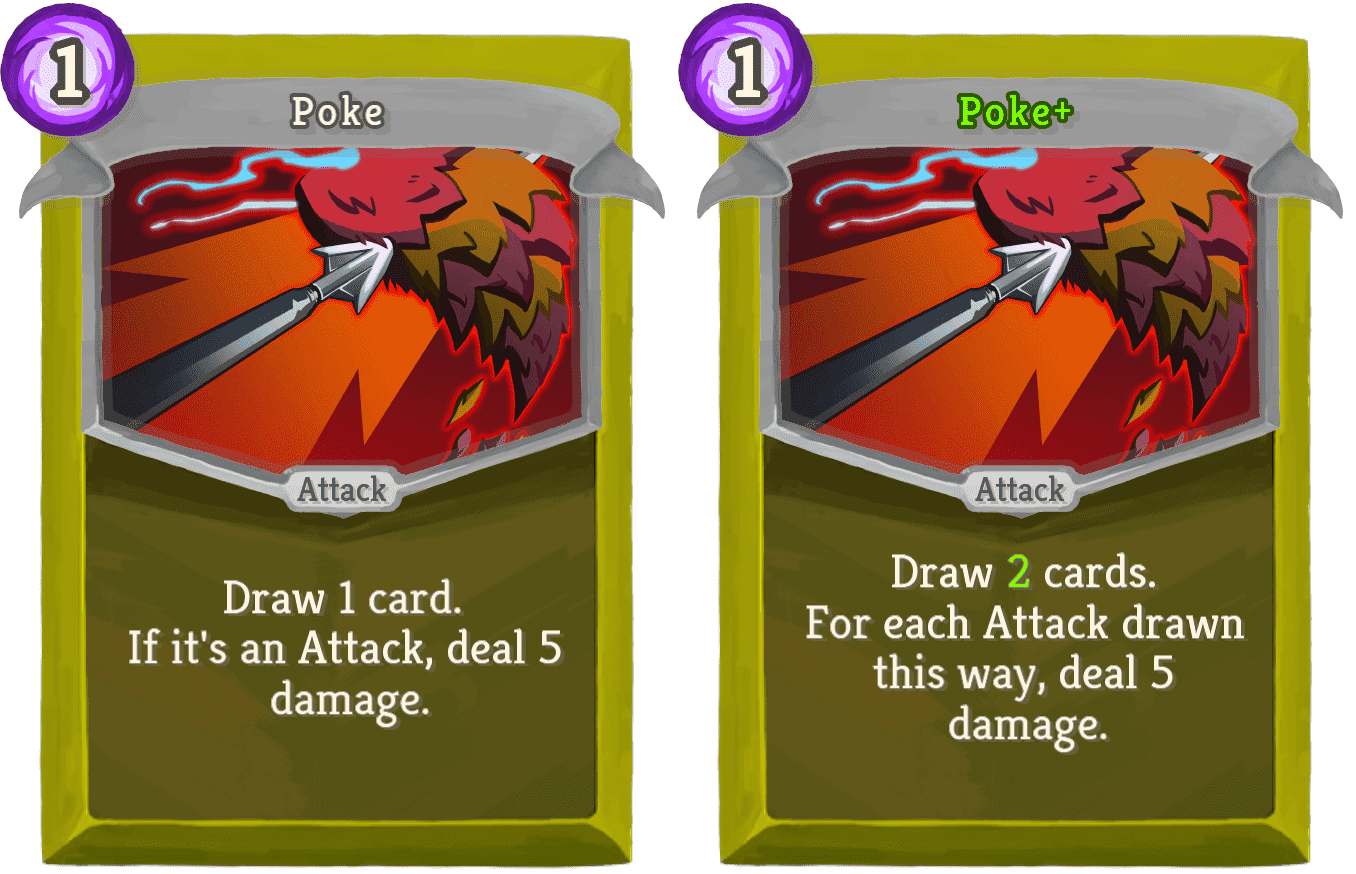 1
Poke
Attack
Draw 1 card.
If it's an Attack, deal 5
damage.
1
Poke+
Attack
Draw 2 cards.
For each Attack drawn
this way, deal 5
damage.